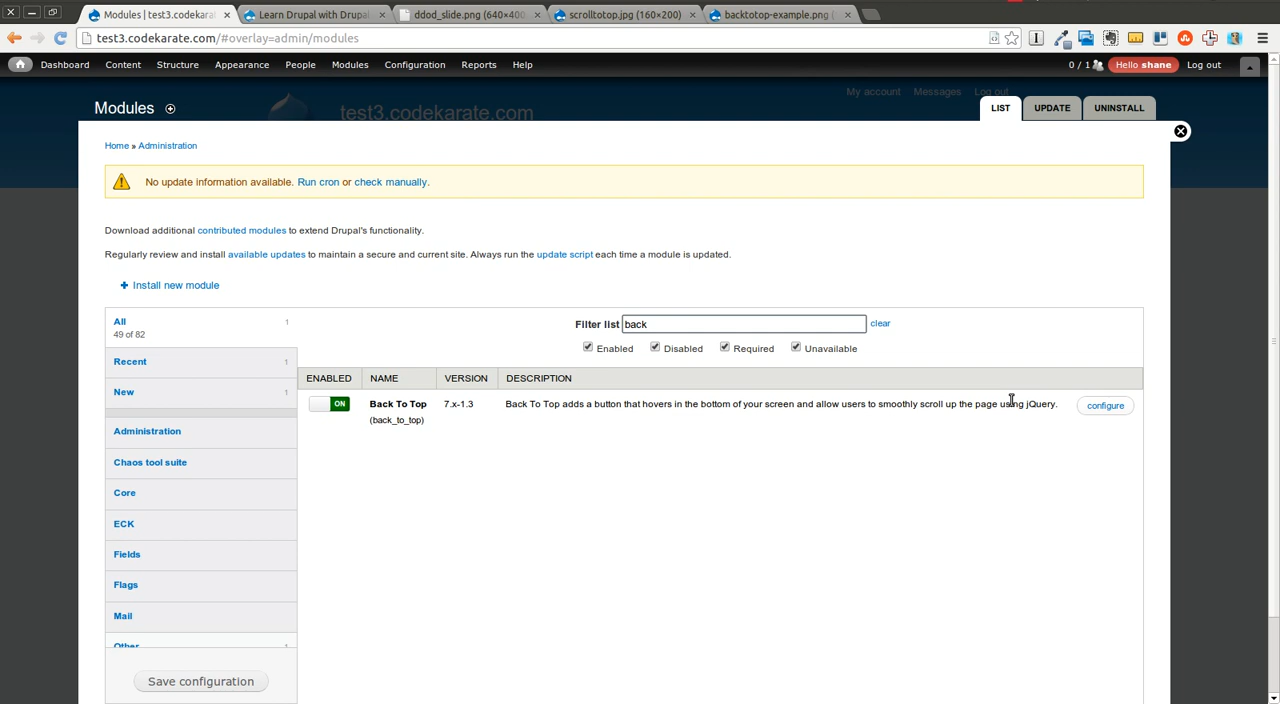 Modules | test3.codekara
Learn Drupal with Drupa
ddod_slide.png (640×400
scrolltotop.jpg (160×200)
backtotop-example.png
test3.codekarate.com/#overlay=admin/modules
Dashboard Content Structure Appearance People Modules Configuration Reports Help 0 / 1 Hello shane Log out
My account Messages Log out
Modules
test3.codekarate.com
LIST UPDATE UNINSTALL
Home » Administration
No update information available. Run cron or check manually.
Download additional contributed modules to extend Drupal's functionality.
Regularly review and install available updates to maintain a secure and current site. Always run the update script each time a module is updated.
+ Install new module
All 1
49 of 82
Recent 1
New 1
Administration
Chaos tool suite
Core
ECK
Fields
Flags
Mail
Other 1
Save configuration
Filter list back clear
Enabled Disabled Required Unavailable
ENABLED NAME VERSION DESCRIPTION
ON Back To Top 7.x-1.3 Back To Top adds a button that hovers in the bottom of your screen and allow users to smoothly scroll up the page using jQuery. configure
(back_to_top)